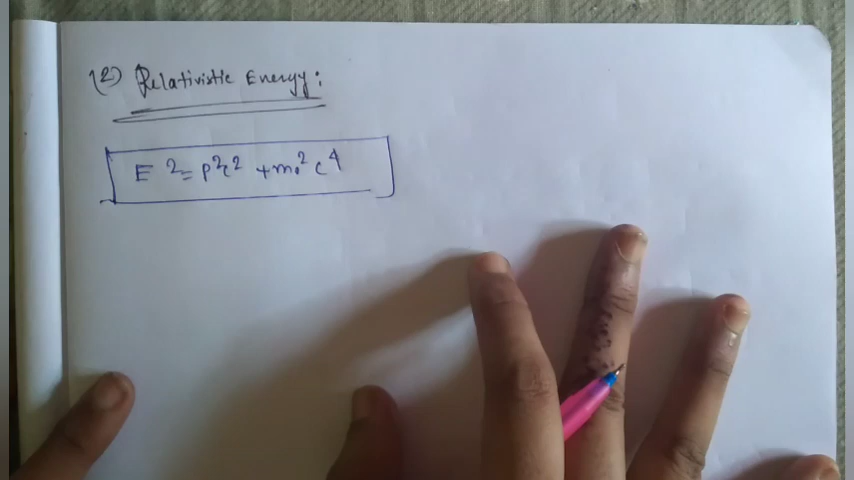 (2) Relativistic Energy:
E² = p²c² + m₀²c⁴